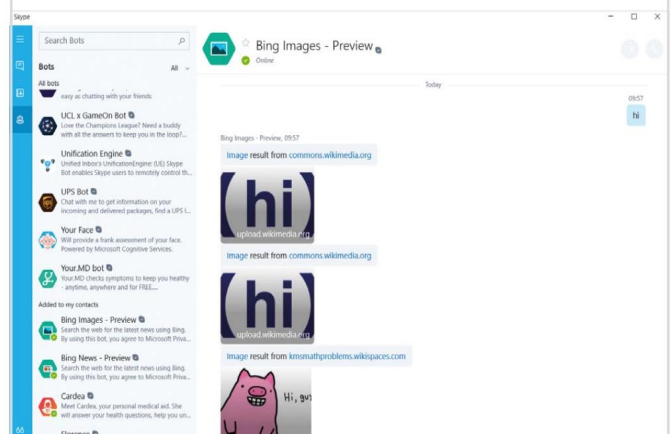 Skype
Search Bots
Bots
All
All bots
easy as chatting with your friends
UCL x GameOn Bot
Love the Champions League? Need a buddy
with all the answers to keep you in the loop?...
Unification Engine
Unified Inbox's UnificationEngine: (UE) Skype
Bot enables Skype users to remotely control th...
UPS Bot
Chat with me to get information on your
incoming and delivered packages, find a UPS l...
Your Face
Will provide a frank assessment of your face.
Powered by Microsoft Cognitive Services.
Your.MD bot
Your.MD checks symptoms to keep you healthy
- anytime, anywhere and for FREE....
Added to my contacts
Bing Images - Preview
Search the web for the latest news using Bing.
By using this bot, you agree to Microsoft Priva...
Bing News - Preview
Search the web for the latest news using Bing.
By using this bot, you agree to Microsoft Priva...
Cardea
Meet Cardea, your personal medical aid. She
will answer your health questions, help you un...
Florence
Bing Images - Preview
Online
Today
09:57
hi
Bing Images - Preview, 09:57
Image result from commons.wikimedia.org
(hi)
upload.wikimedia.org
Image result from commons.wikimedia.org
(hi)
upload.wikimedia.org
Image result from kmsmathproblems.wikispaces.com
Hi, guy